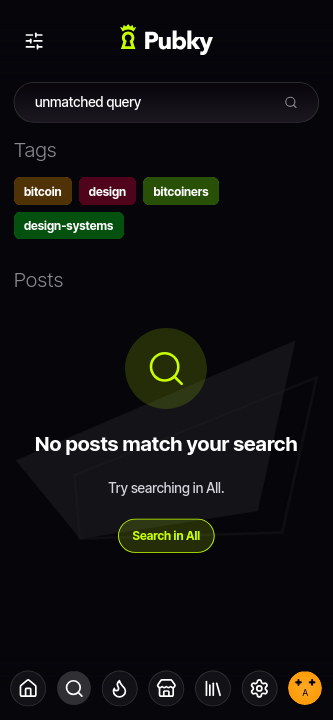 Pubky
unmatched query
Tags
bitcoin design bitcoiners
design-systems
Posts
No posts match your search
Try searching in All.
Search in All
A